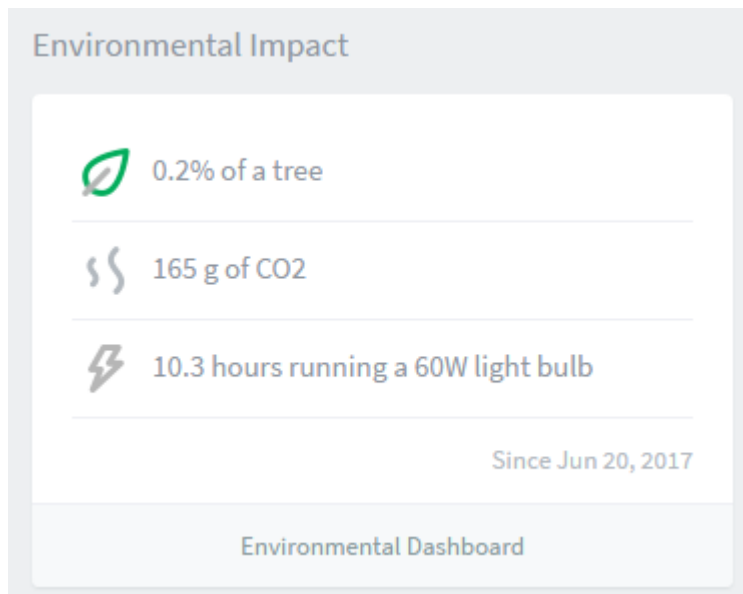 Environmental Impact
0.2% of a tree
165 g of CO2
10.3 hours running a 60W light bulb
Since Jun 20, 2017
Environmental Dashboard